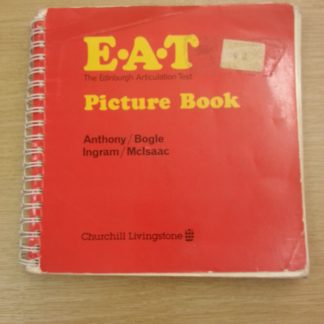 E·A·T
The Edinburgh Articulation Test
Picture Book
Anthony/Bogle
Ingram/McIsaac
Churchill Livingstone